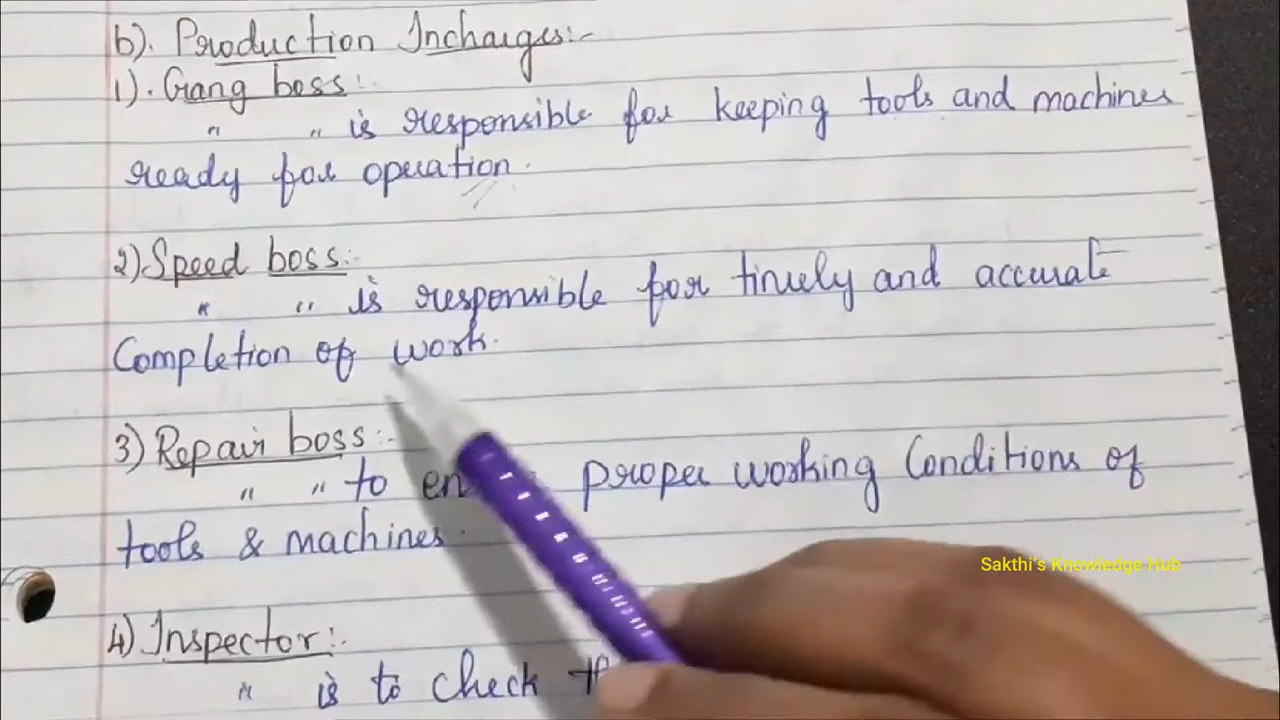 b). Production Incharges:-
1). Gang boss:-
" " is responsible for keeping tools and machines
ready for operation.
2) Speed boss:-
" " is responsible for timely and accurate
Completion of work.
3) Repair boss:-
" " to proper working Conditions of
tools & machines.
Sakthi's Knowledge Hub
4) Inspector:-
" is to check